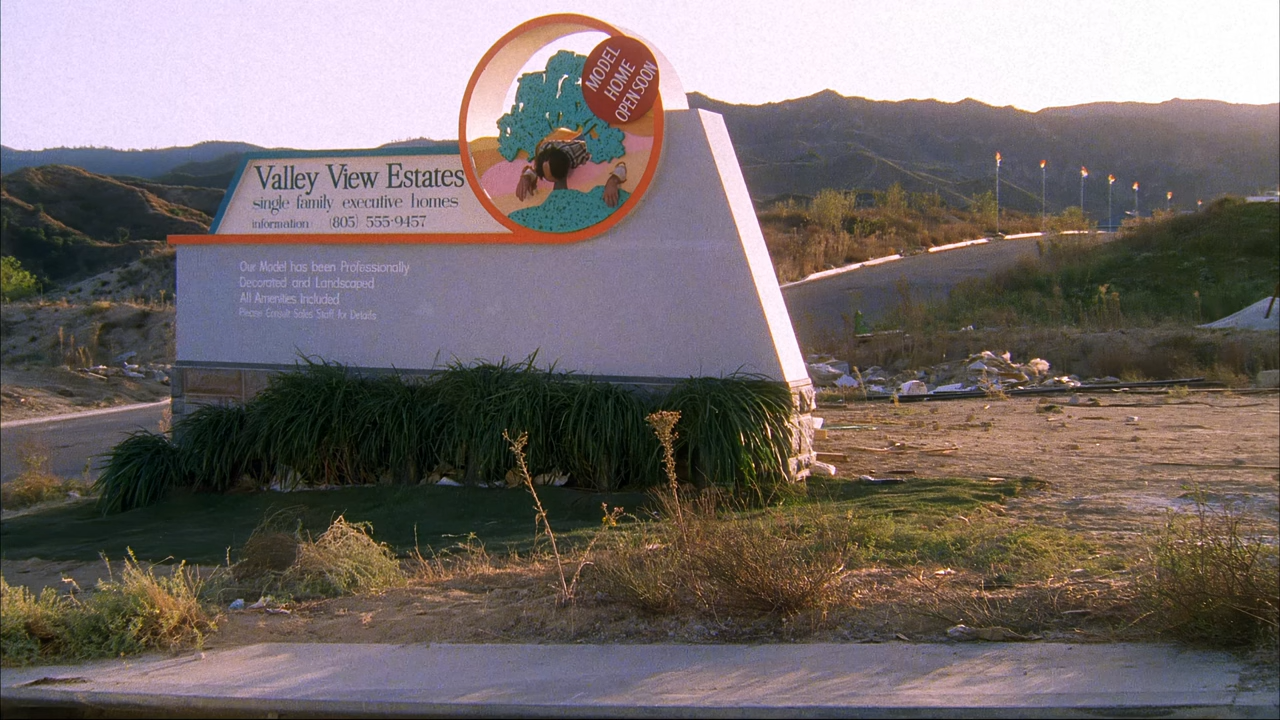 MODEL
HOME
OPEN SOON
Valley View Estates
single family executive homes
information (805) 555-9457
Our Model has been Professionally
Decorated and Landscaped
All Amenities Included
Please Consult Sales Staff for Details